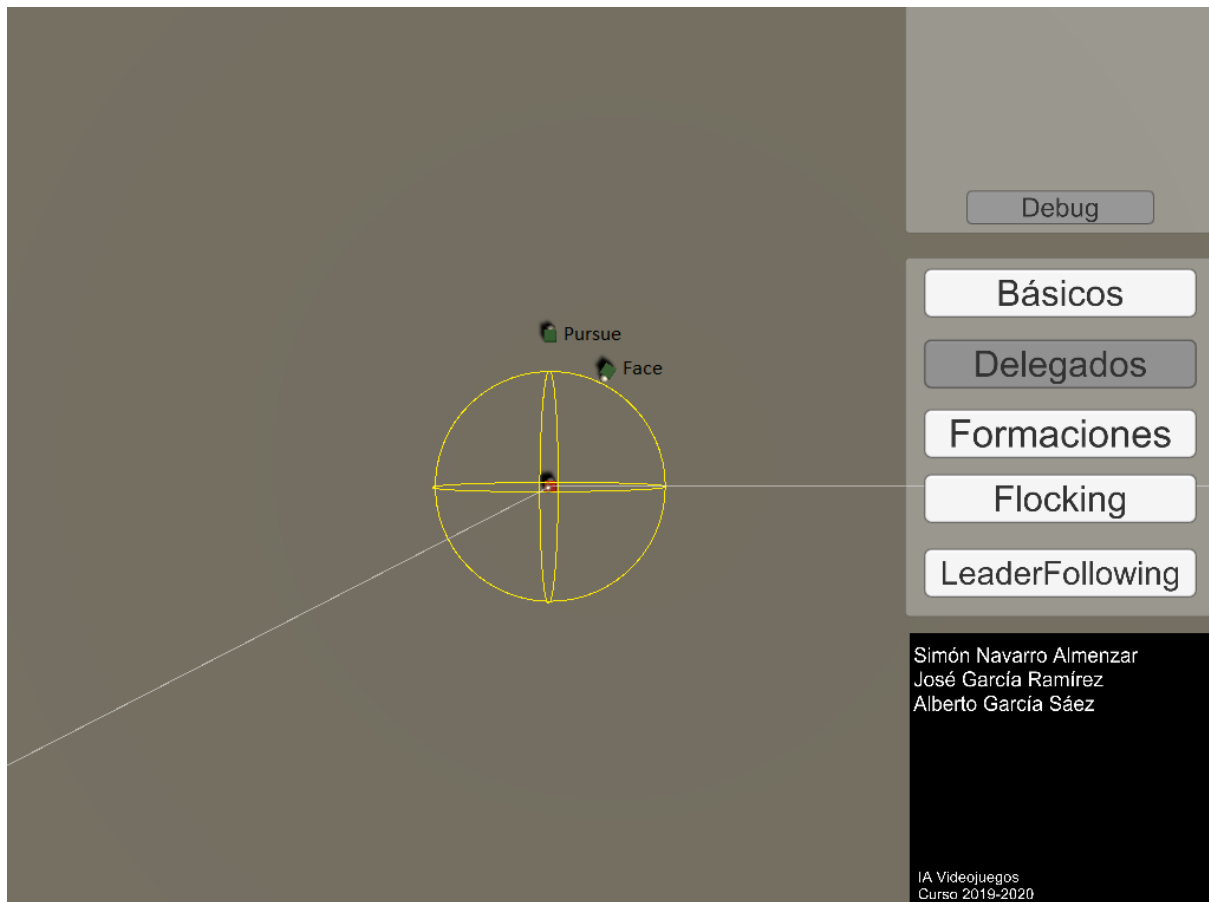 Debug
Básicos
Pursue
Face
Delegados
Formaciones
Flocking
LeaderFollowing
Simón Navarro Almenzar
José García Ramírez
Alberto García Sáez
IA Videojuegos
Curso 2019-2020